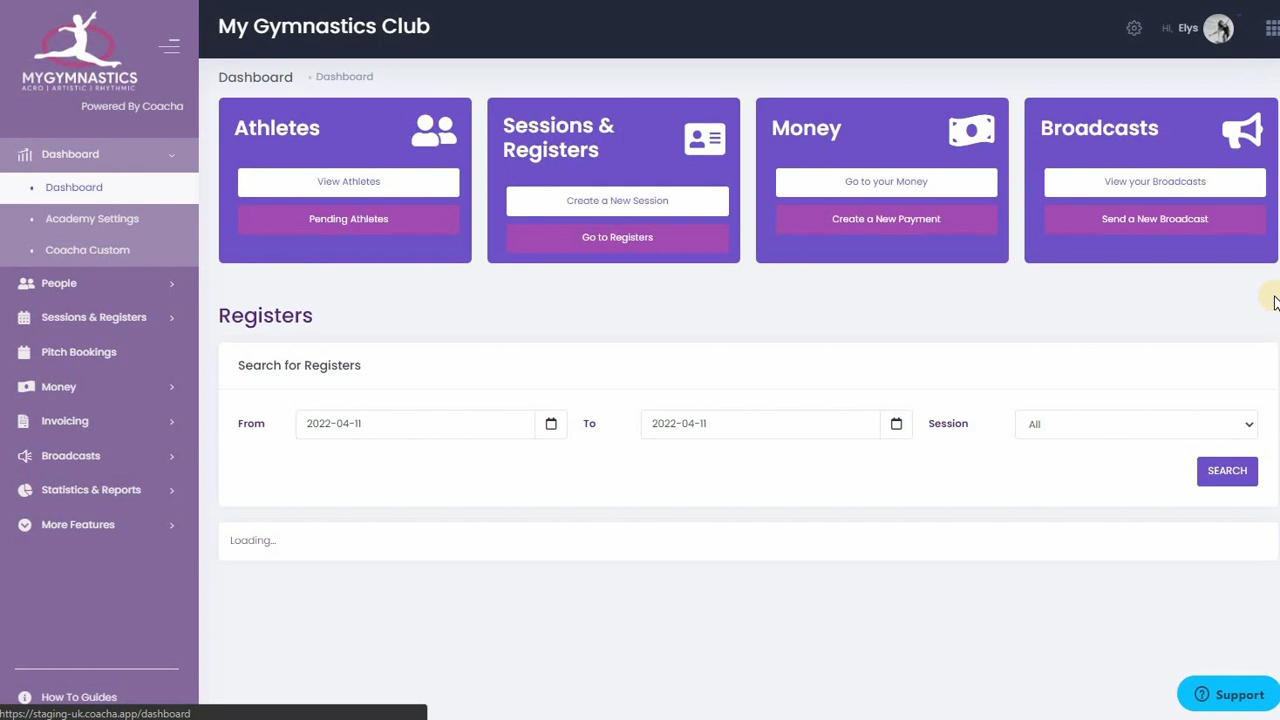 MYGYMNASTICS
ACRO | ARTISTIC | RHYTHMIC
Powered By Coacha
Dashboard
Dashboard
Academy Settings
Coacha Custom
People
Sessions & Registers
Pitch Bookings
Money
Invoicing
Broadcasts
Statistics & Reports
More Features
How To Guides
https://staging-uk.coacha.app/dashboard
My Gymnastics Club
Hi, Elys
Dashboard • Dashboard
Athletes
View Athletes
Pending Athletes
Sessions &
Registers
Create a New Session
Go to Registers
Money
Go to your Money
Create a New Payment
Broadcasts
View your Broadcasts
Send a New Broadcast
Registers
Search for Registers
From 2022-04-11 To 2022-04-11 Session All
SEARCH
Loading...
Support